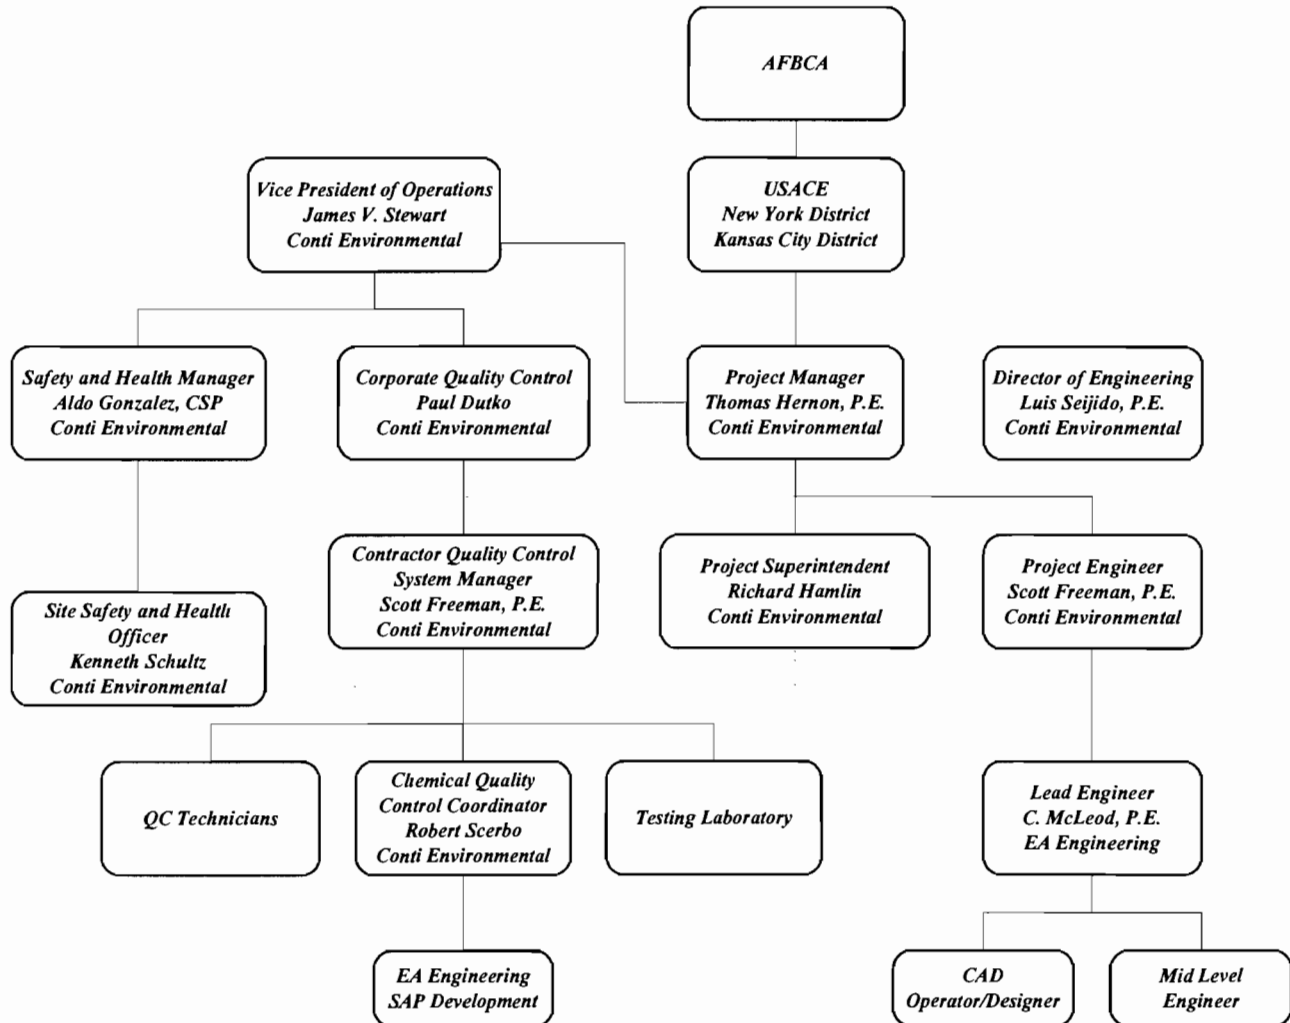 AFBCA
Vice President of Operations
James V. Stewart
Conti Environmental
USACE
New York District
Kansas City District
Safety and Health Manager
Aldo Gonzalez, CSP
Conti Environmental
Corporate Quality Control
Paul Dutko
Conti Environmental
Project Manager
Thomas Hernon, P.E.
Conti Environmental
Director of Engineering
Luis Seijido, P.E.
Conti Environmental
Site Safety and Health
Officer
Kenneth Schultz
Conti Environmental
Contractor Quality Control
System Manager
Scott Freeman, P.E.
Conti Environmental
Project Superintendent
Richard Hamlin
Conti Environmental
Project Engineer
Scott Freeman, P.E.
Conti Environmental
QC Technicians
Chemical Quality
Control Coordinator
Robert Scerbo
Conti Environmental
Testing Laboratory
Lead Engineer
C. McLeod, P.E.
EA Engineering
EA Engineering
SAP Development
CAD
Operator/Designer
Mid Level
Engineer